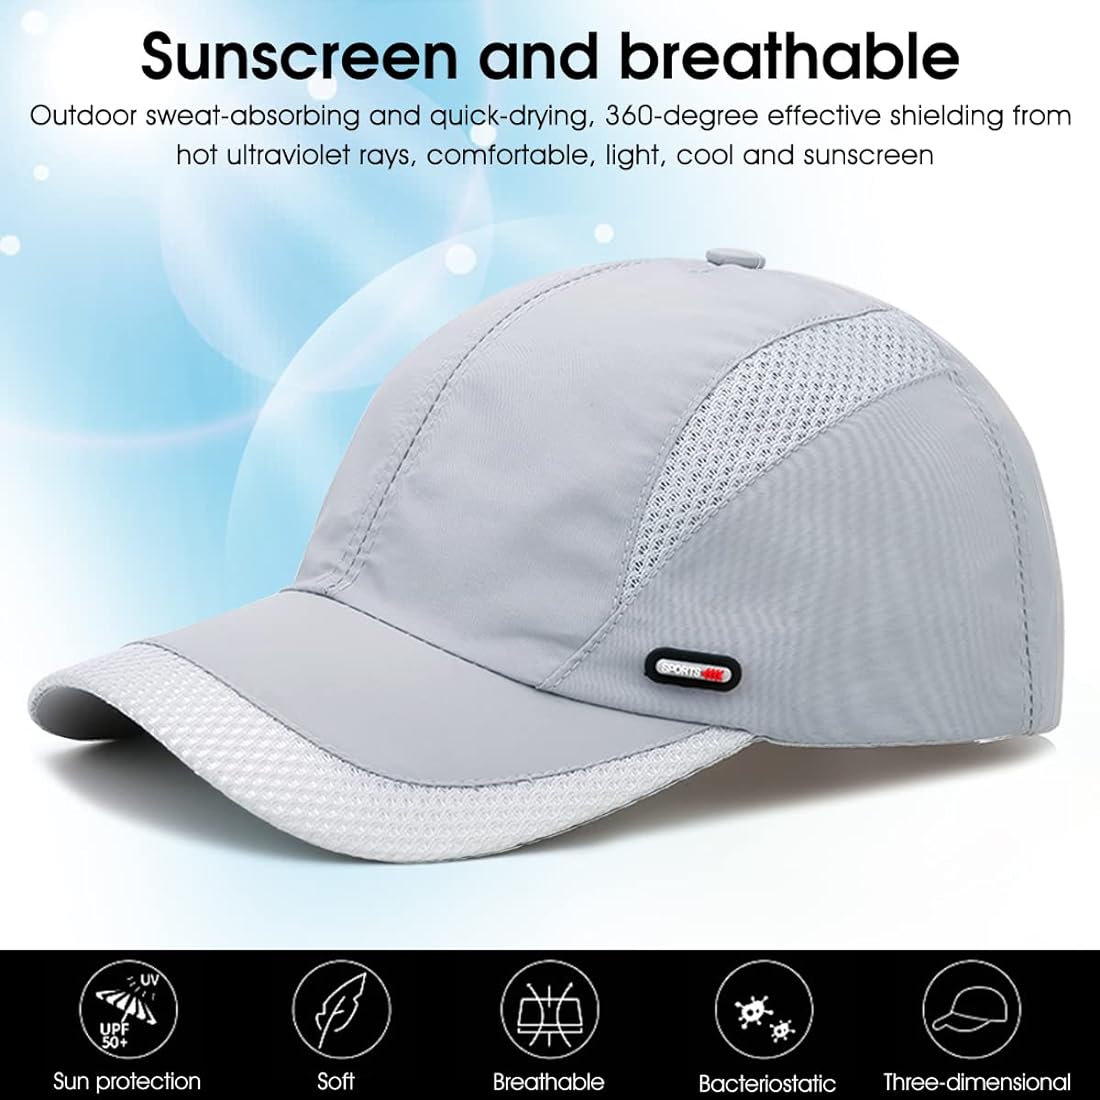 Sunscreen and breathable
Outdoor sweat-absorbing and quick-drying, 360-degree effective shielding from
hot ultraviolet rays, comfortable, light, cool and sunscreen
SPORTS
UV
UPF
50+
Sun protection
Soft
Breathable
Bacteriostatic
Three-dimensional